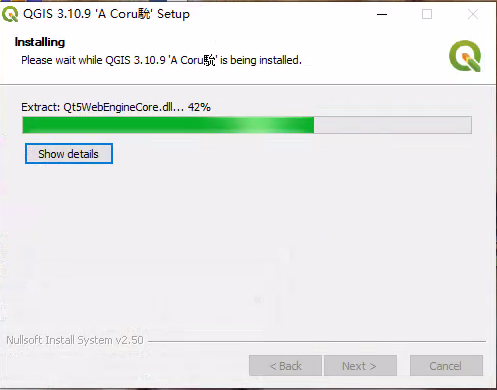 QGIS 3.10.9 'A Coru駫' Setup
Installing
Please wait while QGIS 3.10.9 'A Coru駫' is being installed.
Extract: Qt5WebEngineCore.dll... 42%
Show details
Nullsoft Install System v2.50
< Back
Next >
Cancel